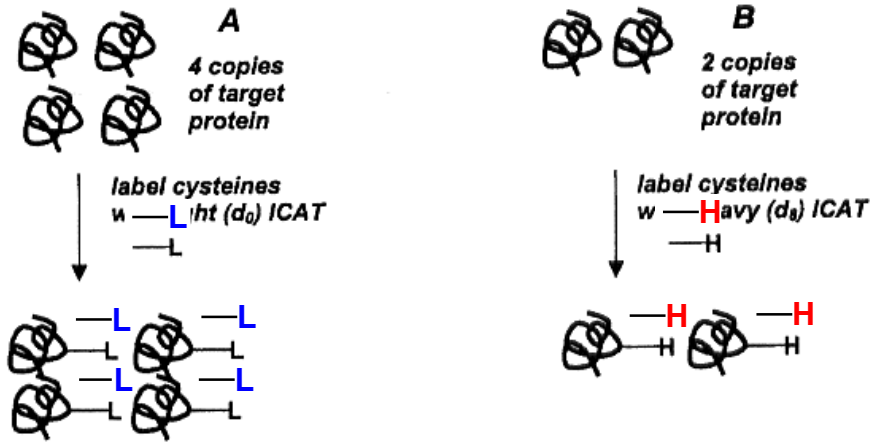 A
4 copies
of target
protein
label cysteines
w L ght (d₀) ICAT
L
L
L
L
L
L
L
L
L
B
2 copies
of target
protein
label cysteines
w H avy (d₈) ICAT
H
H
H
H
H